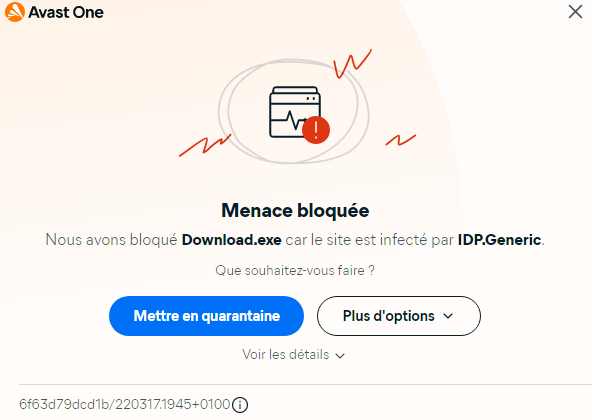 Avast One
Menace bloquée
Nous avons bloqué Download.exe car le site est infecté par IDP.Generic.
Que souhaitez-vous faire ?
Mettre en quarantaine
Plus d'options
Voir les détails
6f63d79dcd1b/220317.1945+0100